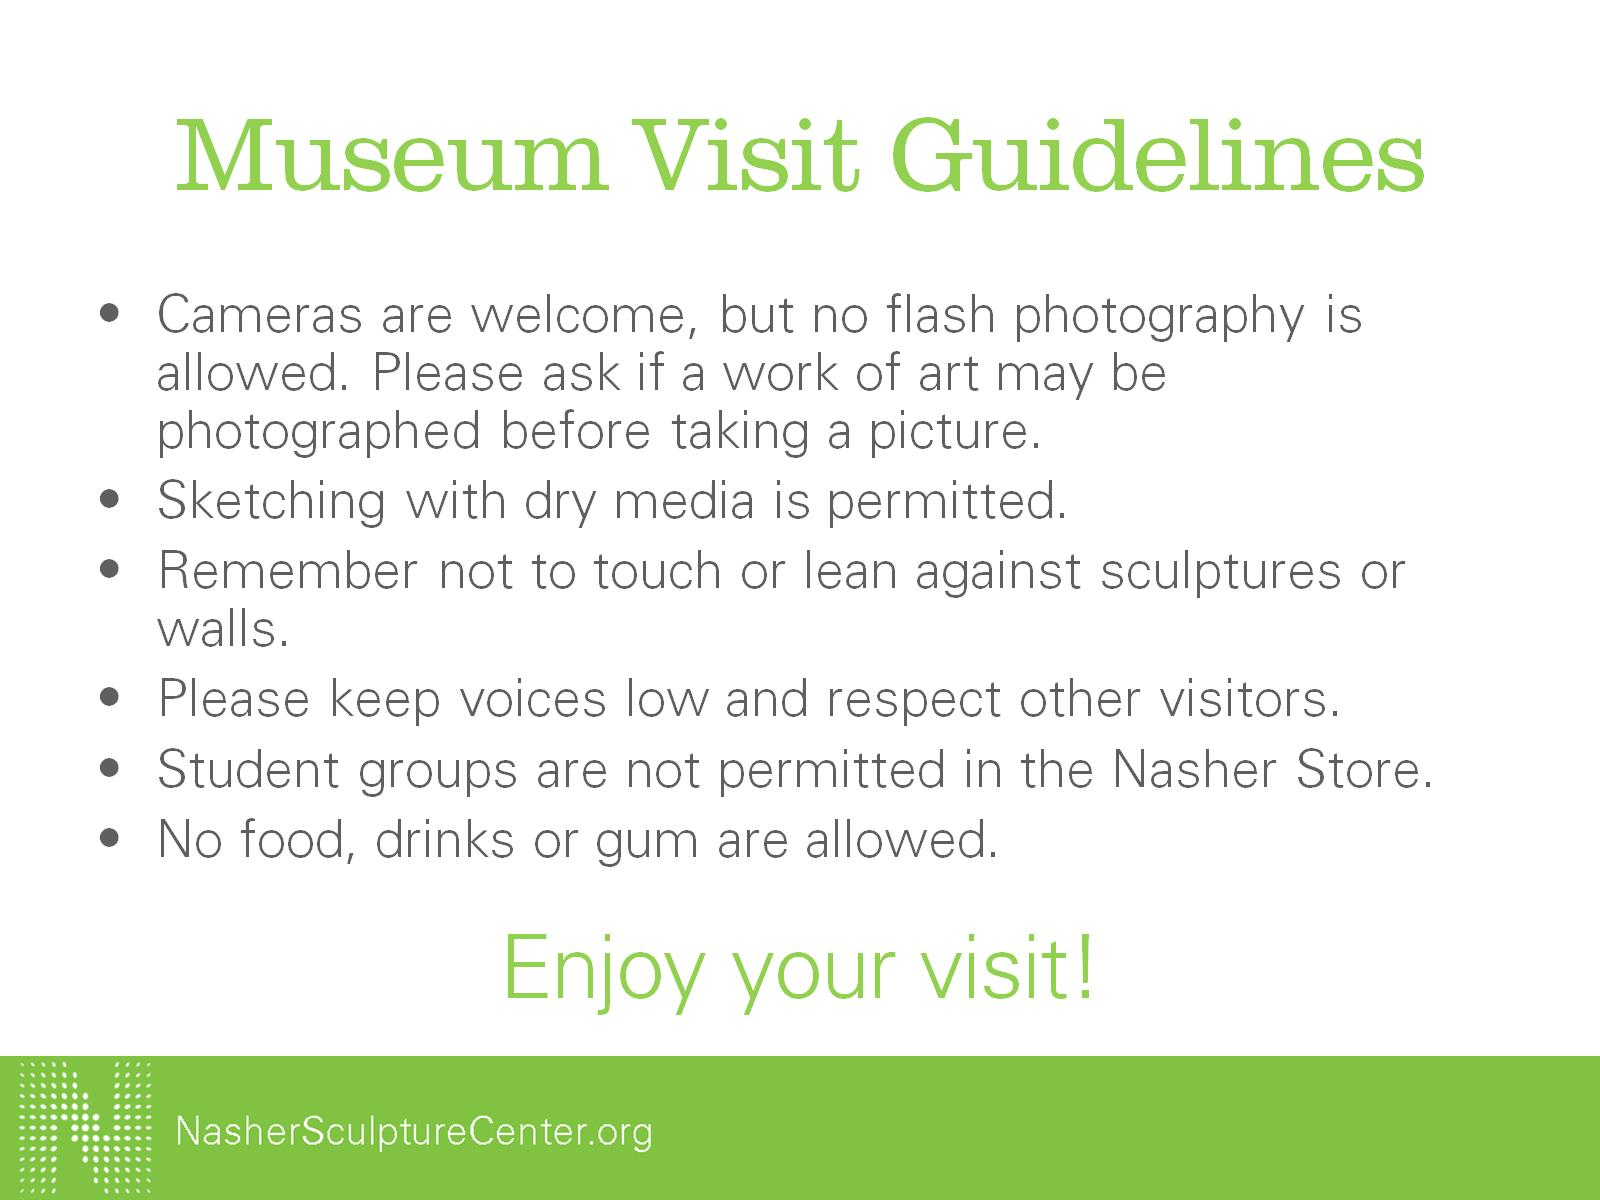 Museum Visit Guidelines
• Cameras are welcome, but no flash photography is
allowed. Please ask if a work of art may be
photographed before taking a picture.
• Sketching with dry media is permitted.
• Remember not to touch or lean against sculptures or
walls.
• Please keep voices low and respect other visitors.
• Student groups are not permitted in the Nasher Store.
• No food, drinks or gum are allowed.
Enjoy your visit!
N
NasherSculptureCenter.org